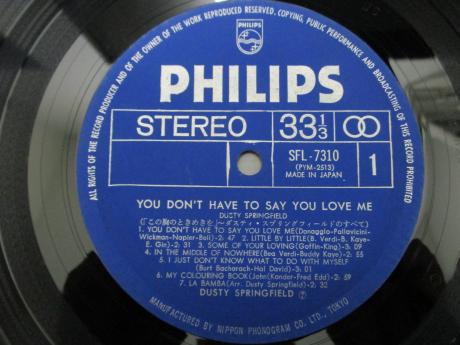 ALL RIGHTS OF THE RECORD PRODUCER AND OF THE OWNER OF THE WORK REPRODUCED RESERVED. COPYING, PUBLIC PERFORMANCE AND BROADCASTING OF THIS RECORD PROHIBITED
PHILIPS
PHILIPS
STEREO 33 1/3
SFL-7310
(PYM-2513)
MADE IN JAPAN
1
YOU DON'T HAVE TO SAY YOU LOVE ME
DUSTY SPRINGFIELD
(「この胸のときめきを」〜ダスティ・スプリングフィールドのすべて)
1. YOU DON'T HAVE TO SAY YOU LOVE ME(Donaggio-Pallavicini-
Wickman-Napier-Bell)-2: 47 2. LITTLE BY LITTLE(B. Verdi-B. Kaye-
E. Gin)-2: 31 3. SOME OF YOUR LOVING(Goffin-King)-3: 09
4. IN THE MIDDLE OF NOWHERE(Bea Verdi-Buddy Kaye)-2: 55
5. I JUST DON'T KNOW WHAT TO DO WITH MYSELF
(Burt Bacharach-Hal David)-3: 01
6. MY COLOURING BOOK(John(Kander-Fred Edd)-2: 59
7. LA BAMBA(Arr. Dusty Springfield)-2: 32
DUSTY SPRINGFIELD
MANUFACTURED BY NIPPON PHONOGRAM CO. LTD., TOKYO